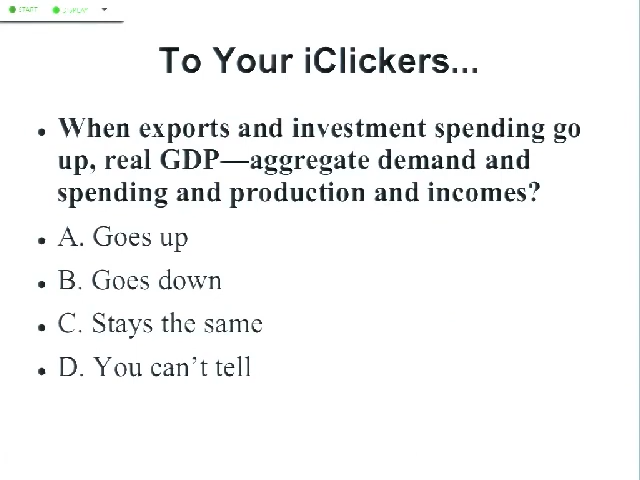 START DISPLAY
To Your iClickers...
• When exports and investment spending go
up, real GDP—aggregate demand and
spending and production and incomes?
• A. Goes up
• B. Goes down
• C. Stays the same
• D. You can’t tell